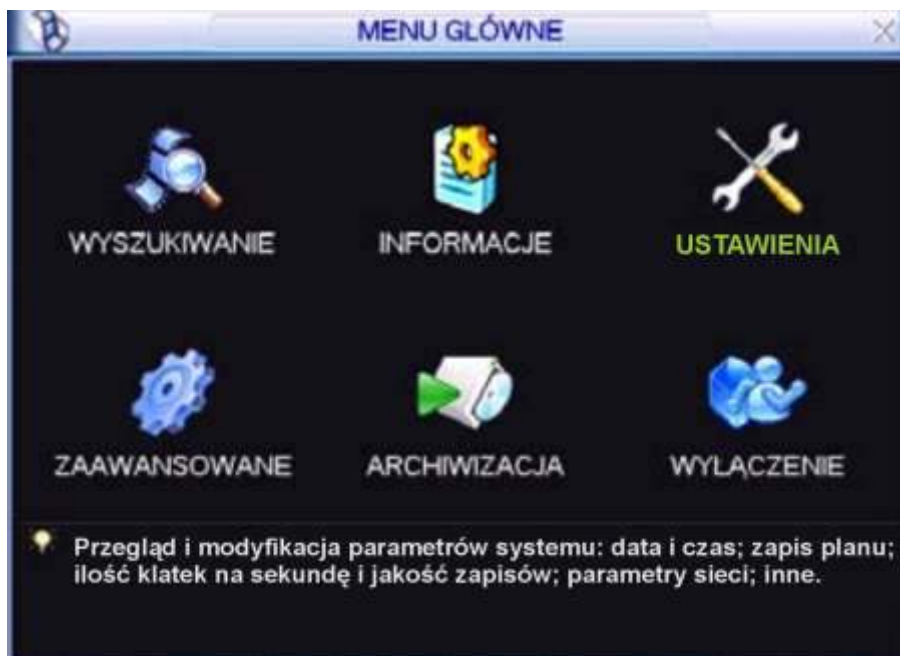 MENU GLÓWNE
WYSZUKIWANIE INFORMACJE USTAWIENIA
ZAAWANSOWANE ARCHIWIZACJA WYLĄCZENIE
Przegląd i modyfikacja parametrów systemu: data i czas; zapis planu;
ilość klatek na sekundę i jakość zapisów; parametry sieci; inne.